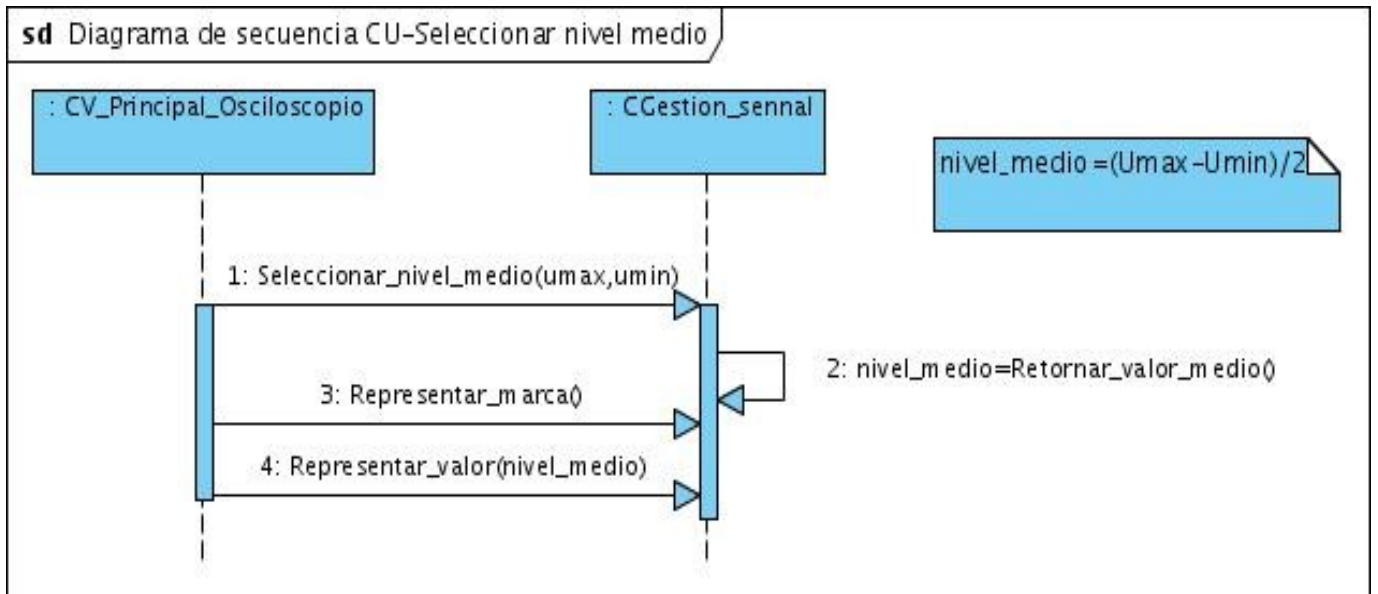 sd Diagrama de secuencia CU-Seleccionar nivel medio
: CV_Principal_Osciloscopio
: CGestion_sennal
nivel_medio =(Umax-Umin)/2
1: Seleccionar_nivel_medio(umax,umin)
2: nivel_medio=Retornar_valor_medio()
3: Representar_marca()
4: Representar_valor(nivel_medio)